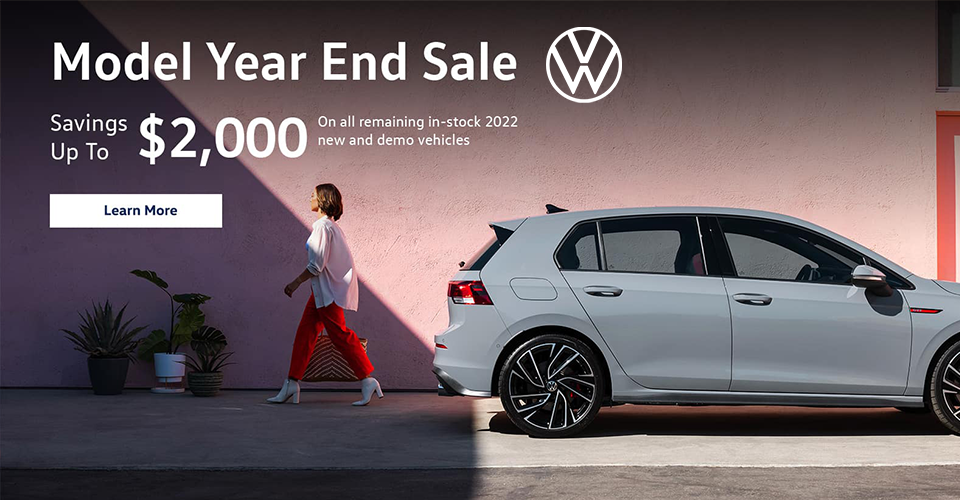 Model Year End Sale
Savings
Up To
$2,000
On all remaining in-stock 2022
new and demo vehicles
Learn More